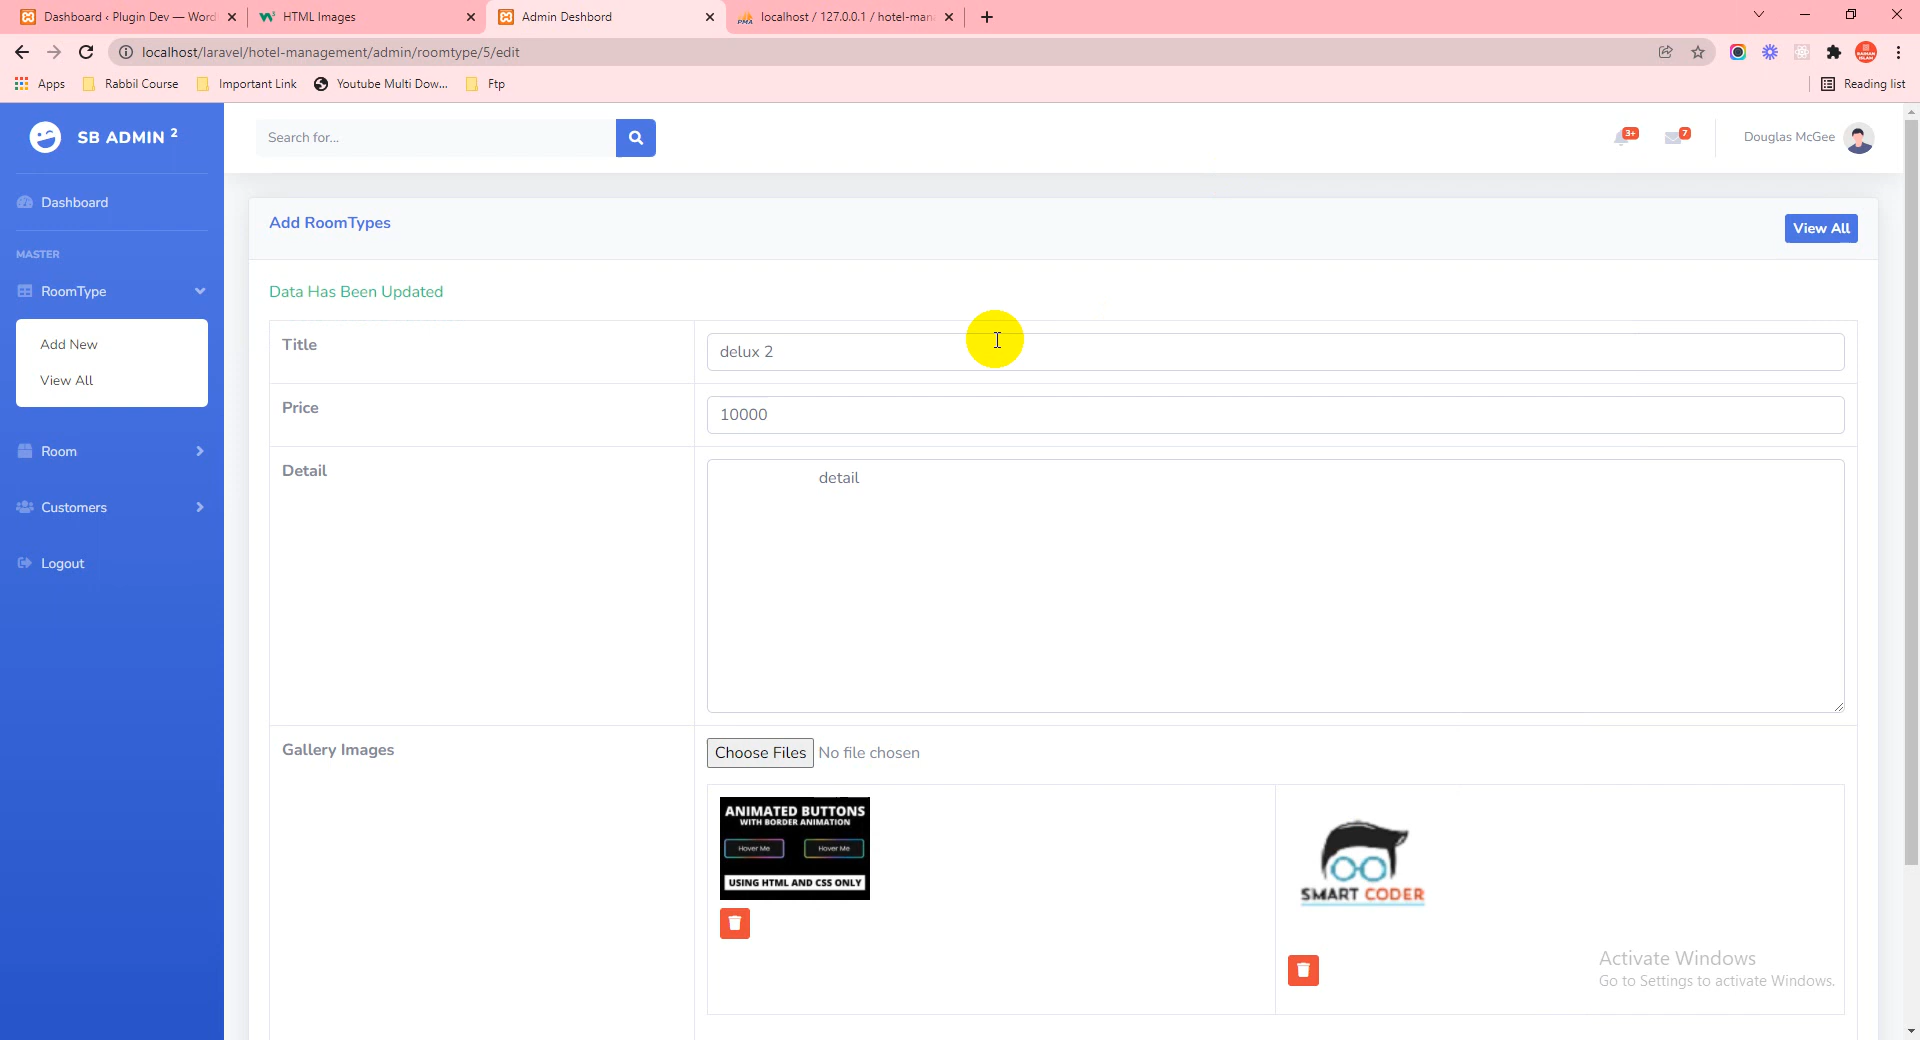 Dashboard ‹ Plugin Dev — Word
HTML Images
Admin Deshbord
localhost / 127.0.0.1 / hotel-man
localhost/laravel/hotel-management/admin/roomtype/5/edit
Apps
Rabbil Course
Important Link
Youtube Multi Dow...
Ftp
Reading list
SB ADMIN 2
Search for...
3+
7
Douglas McGee
Dashboard
MASTER
RoomType
Add New
View All
Room
Customers
Logout
Add RoomTypes
View All
Data Has Been Updated
Title
delux 2
Price
10000
Detail
detail
Gallery Images
Choose Files No file chosen
ANIMATED BUTTONS
WITH BORDER ANIMATION
Hover Me
Hover Me
USING HTML AND CSS ONLY
SMART CODER
Activate Windows
Go to Settings to activate Windows.